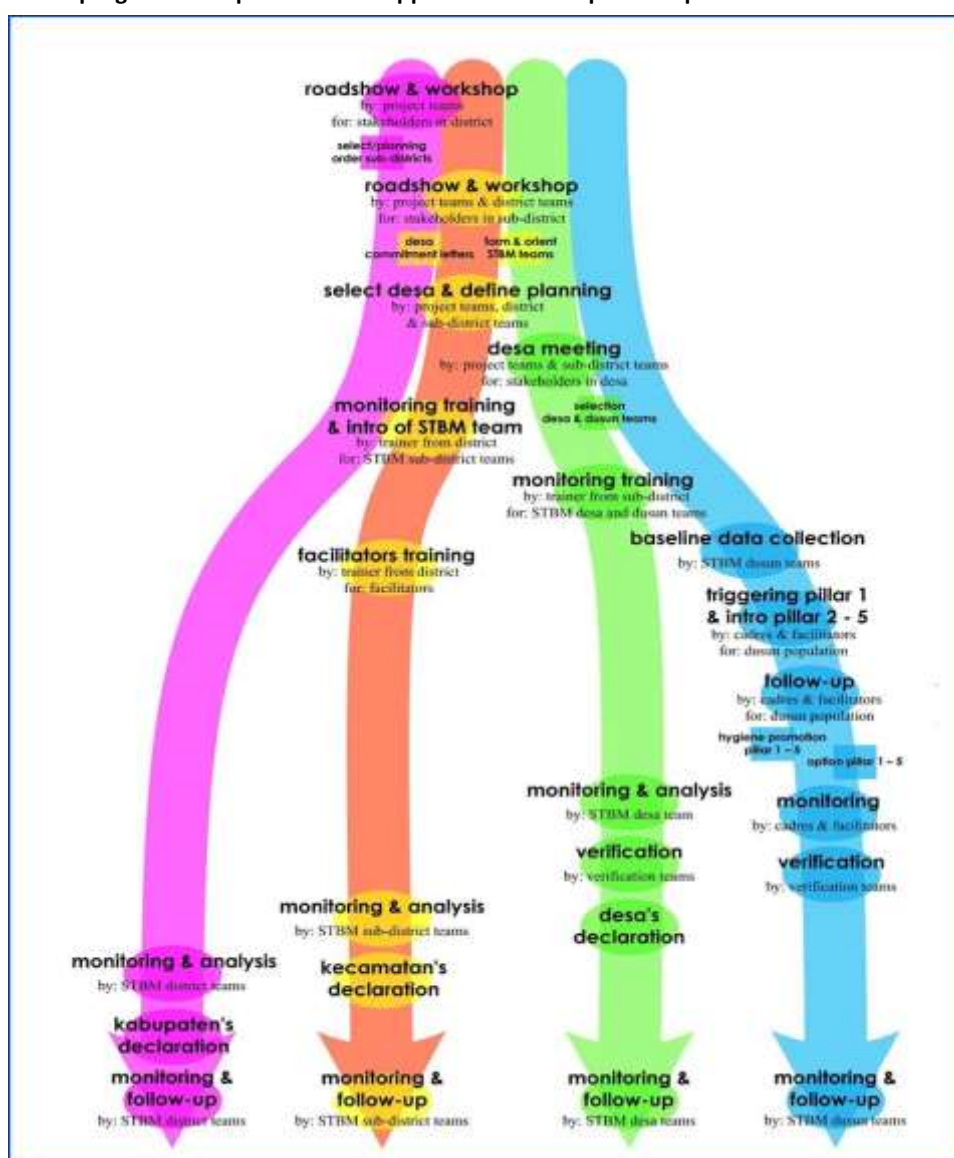 roadshow & workshop
by: project teams
for: stakeholders in district
select/planning
order sub-districts
roadshow & workshop
by: project teams & district teams
for: stakeholders in sub-district
desa
commitment letters
form & orient
STBM teams
select desa & define planning
by: project teams, district
& sub-district teams
desa meeting
by: project teams & sub-district teams
for: stakeholders in desa
monitoring training
& intro of STBM team
by: trainer from district
for: STBM sub-district teams
selection
desa & dusun teams
monitoring training
by: trainer from sub-district
for: STBM desa and dusun teams
baseline data collection
by: STBM dusun teams
facilitators training
by: trainer from district
for: facilitators
triggering pillar 1
& intro pillar 2 - 5
by: cadres & facilitators
for: dusun population
follow-up
by: cadres & facilitators
for: dusun population
hygiene promotion
pillar 1 – 5
option pillar 1 – 5
monitoring & analysis
by: STBM desa team
monitoring
by: cadres & facilitators
verification
by: verification teams
verification
by: verification teams
monitoring & analysis
by: STBM sub-district teams
desa's
declaration
monitoring & analysis
by: STBM district teams
kecamatan's
declaration
kabupaten's
declaration
monitoring &
follow-up
by: STBM district teams
monitoring &
follow-up
by: STBM sub-district teams
monitoring &
follow-up
by: STBM desa teams
monitoring &
follow-up
by: STBM dusun teams